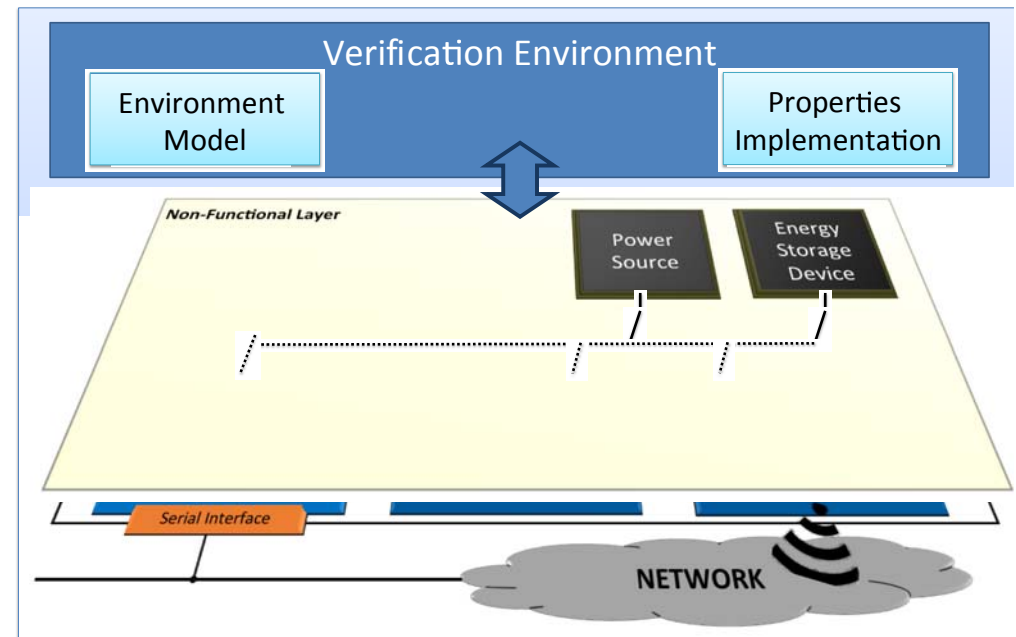 Verification Environment
Environment
Model
Properties
Implementation
Non-Functional Layer
Power
Source
Energy
Storage
Device
Serial Interface
NETWORK